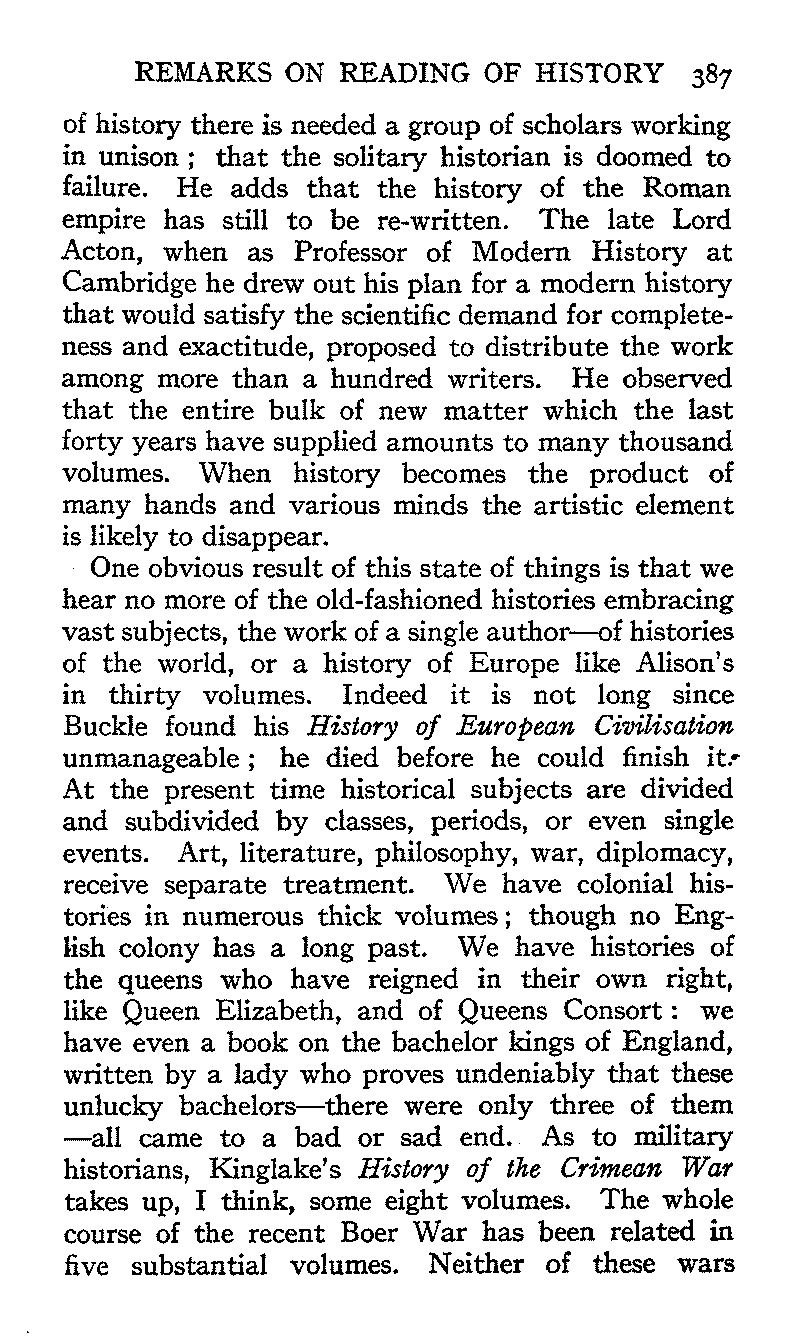 REMARKS ON READING OF HISTORY 387
of history there is needed a group of scholars working
in unison ; that the solitary historian is doomed to
failure. He adds that the history of the Roman
empire has still to be re-written. The late Lord
Acton, when as Professor of Modern History at
Cambridge he drew out his plan for a modern history
that would satisfy the scientific demand for complete-
ness and exactitude, proposed to distribute the work
among more than a hundred writers. He observed
that the entire bulk of new matter which the last
forty years have supplied amounts to many thousand
volumes. When history becomes the product of
many hands and various minds the artistic element
is likely to disappear.
One obvious result of this state of things is that we
hear no more of the old-fashioned histories embracing
vast subjects, the work of a single author—of histories
of the world, or a history of Europe like Alison's
in thirty volumes. Indeed it is not long since
Buckle found his History of European Civilisation
unmanageable ; he died before he could finish it.
At the present time historical subjects are divided
and subdivided by classes, periods, or even single
events. Art, literature, philosophy, war, diplomacy,
receive separate treatment. We have colonial his-
tories in numerous thick volumes ; though no Eng-
lish colony has a long past. We have histories of
the queens who have reigned in their own right,
like Queen Elizabeth, and of Queens Consort : we
have even a book on the bachelor kings of England,
written by a lady who proves undeniably that these
unlucky bachelors—there were only three of them
—all came to a bad or sad end. As to military
historians, Kinglake's History of the Crimean War
takes up, I think, some eight volumes. The whole
course of the recent Boer War has been related in
five substantial volumes. Neither of these wars